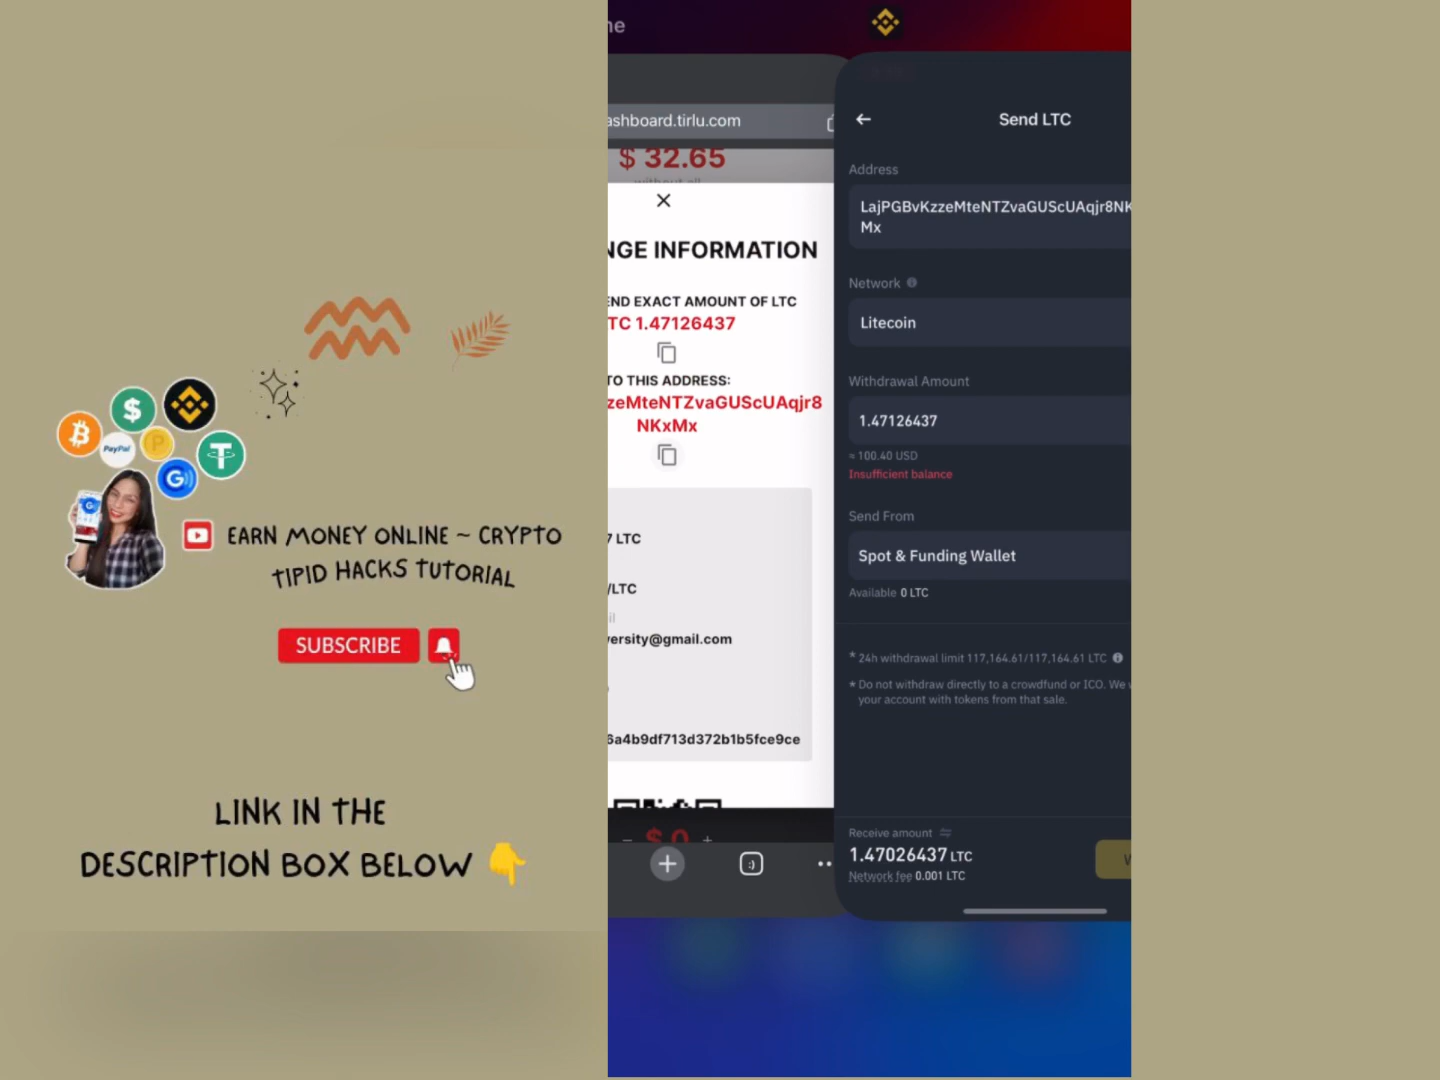 PayPal
EARN MONEY ONLINE ~ CRYPTO
TIPID HACKS TUTORIAL
SUBSCRIBE
LINK IN THE
DESCRIPTION BOX BELOW
ne
ashboard.tirlu.com
$ 32.65
NGE INFORMATION
END EXACT AMOUNT OF LTC
TC 1.47126437
TO THIS ADDRESS:
zeMteNTZvaGUScUAqjr8
NKxMx
LTC
/LTC
versity@gmail.com
6a4b9df713d372b1b5fce9ce
$ 0 +
Send LTC
Address
LajPGBvKzzeMteNTZvaGUScUAqjr8NK
Mx
Network
Litecoin
Withdrawal Amount
1.47126437
≈ 100.40 USD
Insufficient balance
Send From
Spot & Funding Wallet
Available 0 LTC
* 24h withdrawal limit 117,164.61/117,164.61 LTC
* Do not withdraw directly to a crowdfund or ICO. We
your account with tokens from that sale.
Receive amount
1.47026437 LTC
Network fee 0.001 LTC